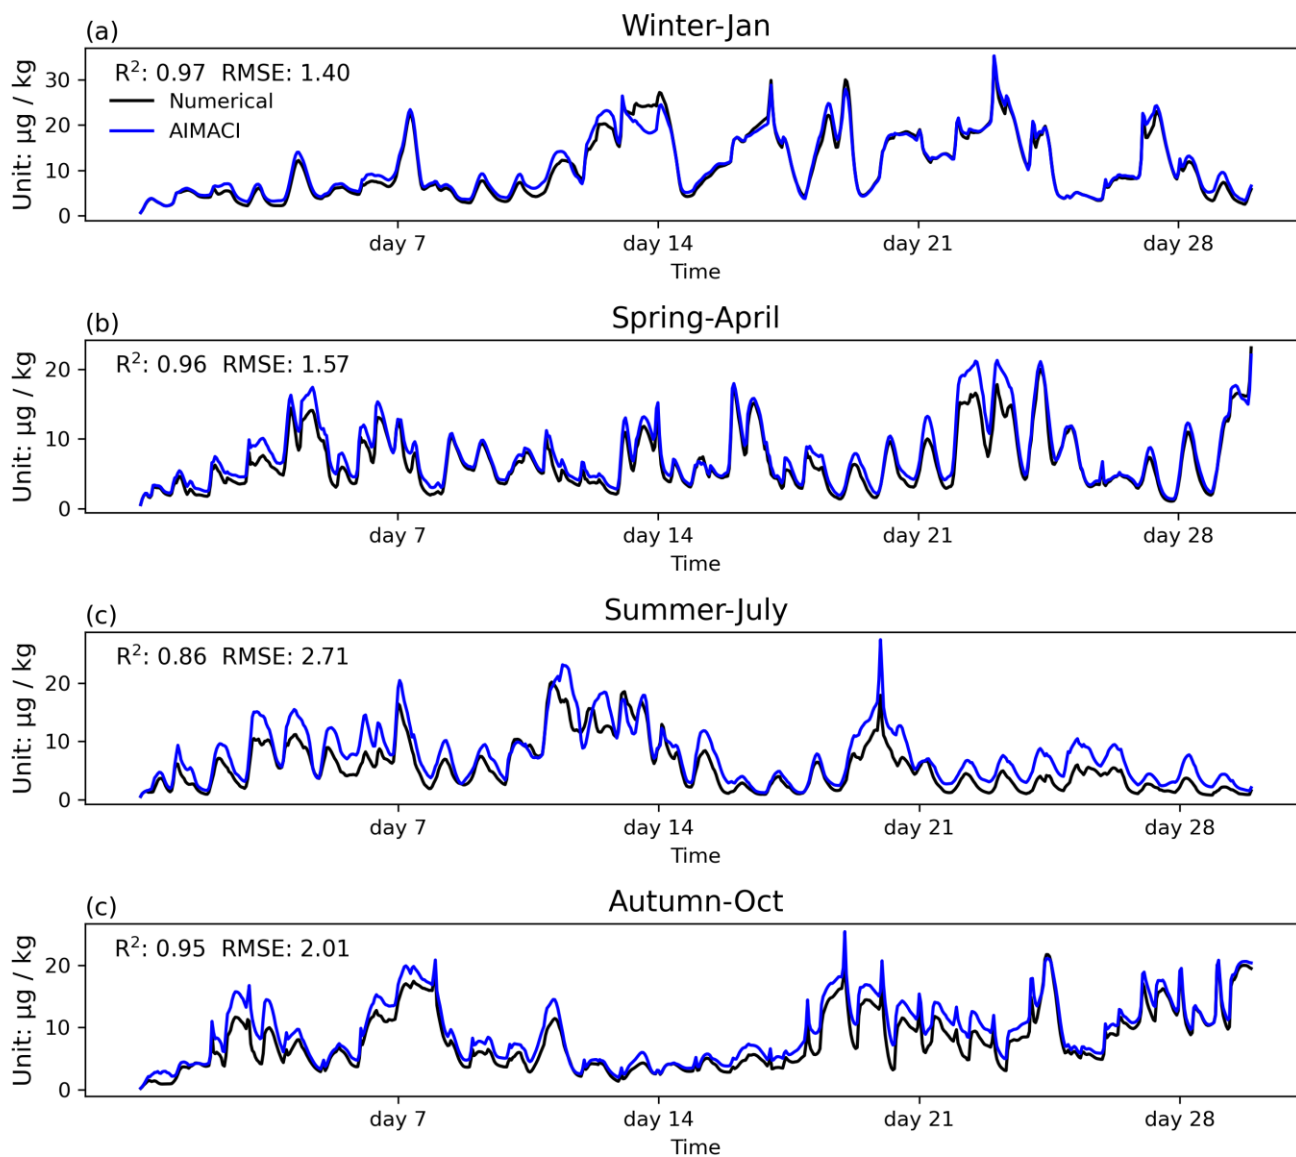 (a)
Winter-Jan
R²: 0.97 RMSE: 1.40
Numerical
AIMACI
Unit: µg / kg
30
20
10
0
day 7
day 14
day 21
day 28
Time
(b)
Spring-April
R²: 0.96 RMSE: 1.57
Unit: µg / kg
20
10
0
day 7
day 14
day 21
day 28
Time
(c)
Summer-July
R²: 0.86 RMSE: 2.71
Unit: µg / kg
20
10
0
day 7
day 14
day 21
day 28
Time
(c)
Autumn-Oct
R²: 0.95 RMSE: 2.01
Unit: µg / kg
20
10
0
day 7
day 14
day 21
day 28
Time